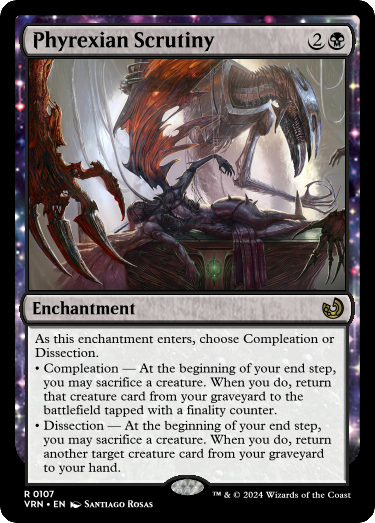 Phyrexian Scrutiny 2
Enchantment
As this enchantment enters, choose Compleation or
Dissection.
• Compleation — At the beginning of your end step,
you may sacrifice a creature. When you do, return
that creature card from your graveyard to the
battlefield tapped with a finality counter.
• Dissection — At the beginning of your end step,
you may sacrifice a creature. When you do, return
another target creature card from your graveyard
to your hand.
R 0107
VRN • EN Santiago Rosas ™ & © 2024 Wizards of the Coast